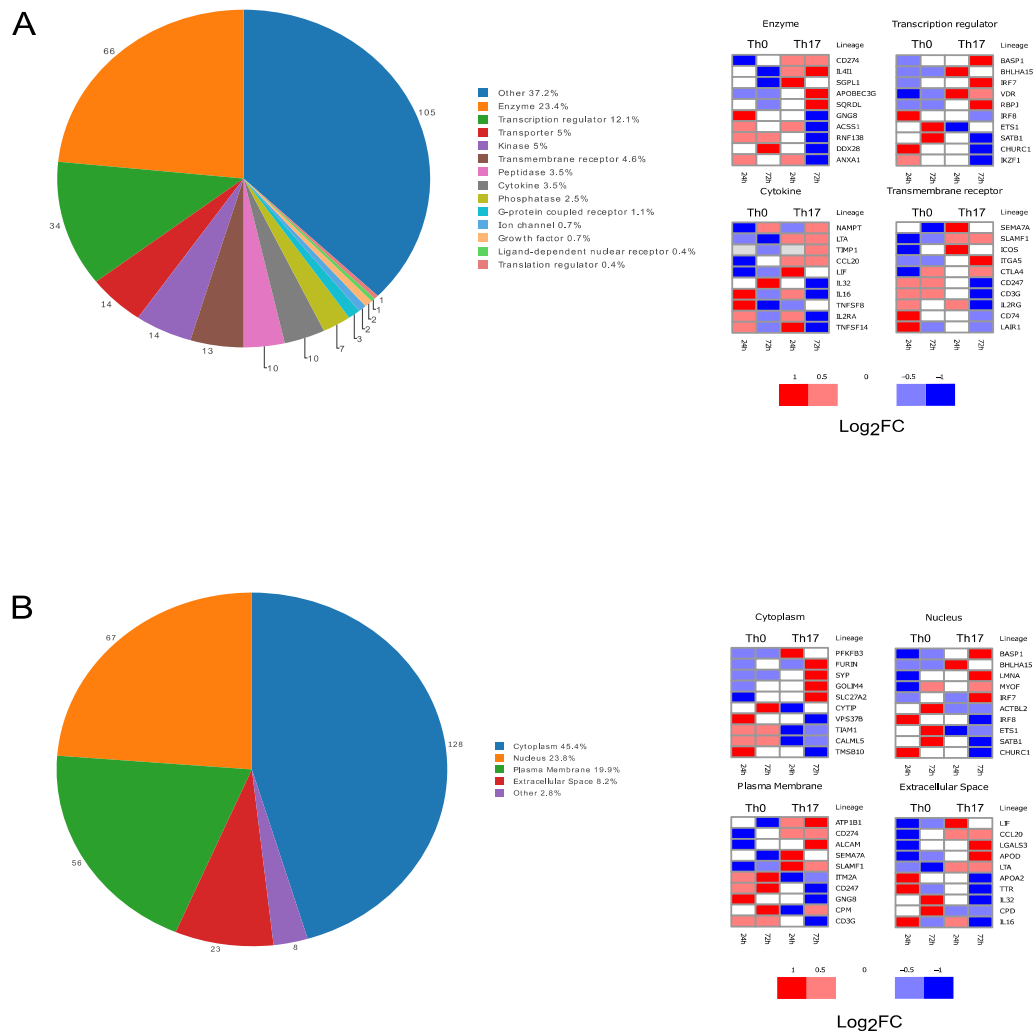 A
66
105
34
14
14
13
10
10
7
3
2
2
1
1
Other 37.2%
Enzyme 23.4%
Transcription regulator 12.1%
Transporter 5%
Kinase 5%
Transmembrane receptor 4.6%
Peptidase 3.5%
Cytokine 3.5%
Phosphatase 2.5%
G-protein coupled receptor 1.1%
Ion channel 0.7%
Growth factor 0.7%
Ligand-dependent nuclear receptor 0.4%
Translation regulator 0.4%
Enzyme
Th0 Th17 Lineage
CD274
IL4I1
SGPL1
APOBEC3G
SQRDL
GNG8
ACSS1
RNF138
DDX28
ANXA1
24h 72h 24h 72h
Transcription regulator
Th0 Th17 Lineage
BASP1
BHLHA15
IRF7
VDR
RBPJ
IRF8
ETS1
SATB1
CHURC1
IKZF1
24h 72h 24h 72h
Cytokine
Th0 Th17 Lineage
NAMPT
LTA
TIMP1
CCL20
LIF
IL32
IL16
TNFSF8
IL2RA
TNFSF14
24h 72h 24h 72h
Transmembrane receptor
Th0 Th17 Lineage
SEMA7A
SLAMF1
ICOS
ITGA5
CTLA4
CD247
CD3G
IL2RG
CD74
LAIR1
24h 72h 24h 72h
1 0.5 0 −0.5 −1
Log2FC
B
67
128
56
23
8
Cytoplasm 45.4%
Nucleus 23.8%
Plasma Membrane 19.9%
Extracellular Space 8.2%
Other 2.8%
Cytoplasm
Th0 Th17 Lineage
PFKFB3
FURIN
SYP
GOLIM4
SLC27A2
CYTIP
VPS37B
TIAM1
CALML5
TMSB10
24h 72h 24h 72h
Nucleus
Th0 Th17 Lineage
BASP1
BHLHA15
LMNA
MYOF
IRF7
ACTBL2
IRF8
ETS1
SATB1
CHURC1
24h 72h 24h 72h
Plasma Membrane
Th0 Th17 Lineage
ATP1B1
CD274
ALCAM
SEMA7A
SLAMF1
ITM2A
CD247
GNG8
CPM
CD3G
24h 72h 24h 72h
Extracellular Space
Th0 Th17 Lineage
LIF
CCL20
LGALS3
APOD
LTA
APOA2
TTR
IL32
CPD
IL16
24h 72h 24h 72h
1 0.5 0 −0.5 −1
Log2FC